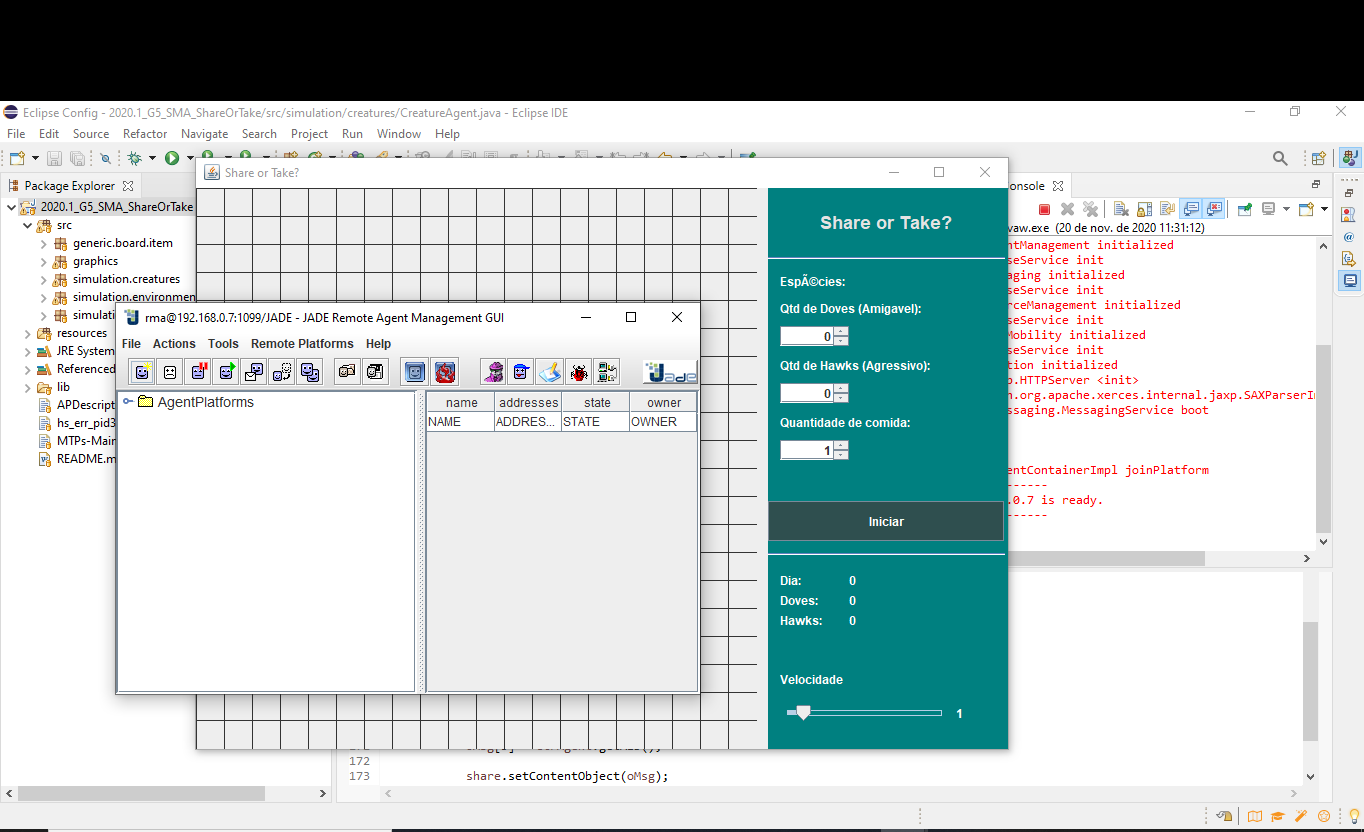 Eclipse Config - 2020.1_G5_SMA_ShareOrTake/src/simulation/creatures/CreatureAgent.java - Eclipse IDE
File Edit Source Refactor Navigate Search Project Run Window Help
Package Explorer
2020.1_G5_SMA_ShareOrTake
src
generic.board.item
graphics
simulation.creatures
simulation.environmen
simulati
resources
JRE System
Referenced
lib
APDescript
hs_err_pid3
MTPs-Mair
README.m
Share or Take?
rma@192.168.0.7:1099/JADE - JADE Remote Agent Management GUI
File Actions Tools Remote Platforms Help
Jade
AgentPlatforms
name addresses state owner
NAME ADDRES... STATE OWNER
Share or Take?
EspÃ©cies:
Qtd de Doves (Amigavel):
0
Qtd de Hawks (Agressivo):
0
Quantidade de comida:
1
Iniciar
Dia: 0
Doves: 0
Hawks: 0
Velocidade
1
onsole
vaw.exe (20 de nov. de 2020 11:31:12)
ntManagement initialized
seService init
aging initialized
seService init
rceManagement initialized
seService init
Mobility initialized
seService init
tion initialized
p.HTTPServer <init>
n.org.apache.xerces.internal.jaxp.SAXParserI
ssaging.MessagingService boot
entContainerImpl joinPlatform
------
.0.7 is ready.
------
172
173 share.setContentObject(oMsg);